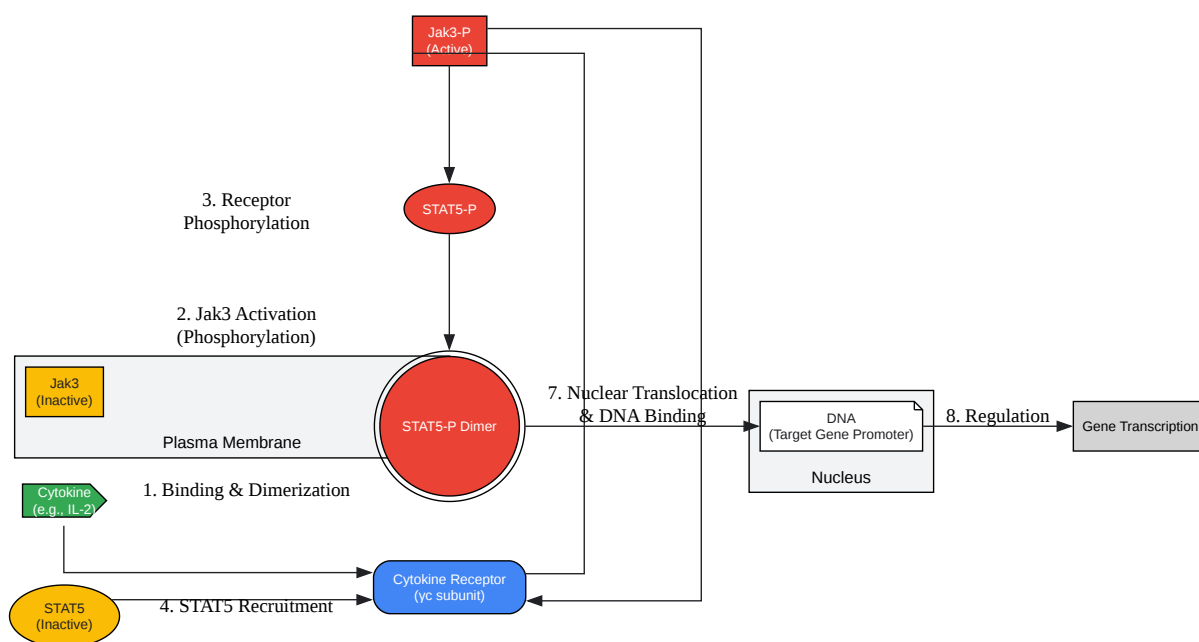 Jak3-P
(Active)
3. Receptor
Phosphorylation
STAT5-P
2. Jak3 Activation
(Phosphorylation)
Jak3
(Inactive)
Plasma Membrane
STAT5-P Dimer
7. Nuclear Translocation
& DNA Binding
DNA
(Target Gene Promoter)
Nucleus
8. Regulation
Gene Transcription
1. Binding & Dimerization
Cytokine
(e.g., IL-2)
Cytokine Receptor
(γc subunit)
4. STAT5 Recruitment
STAT5
(Inactive)